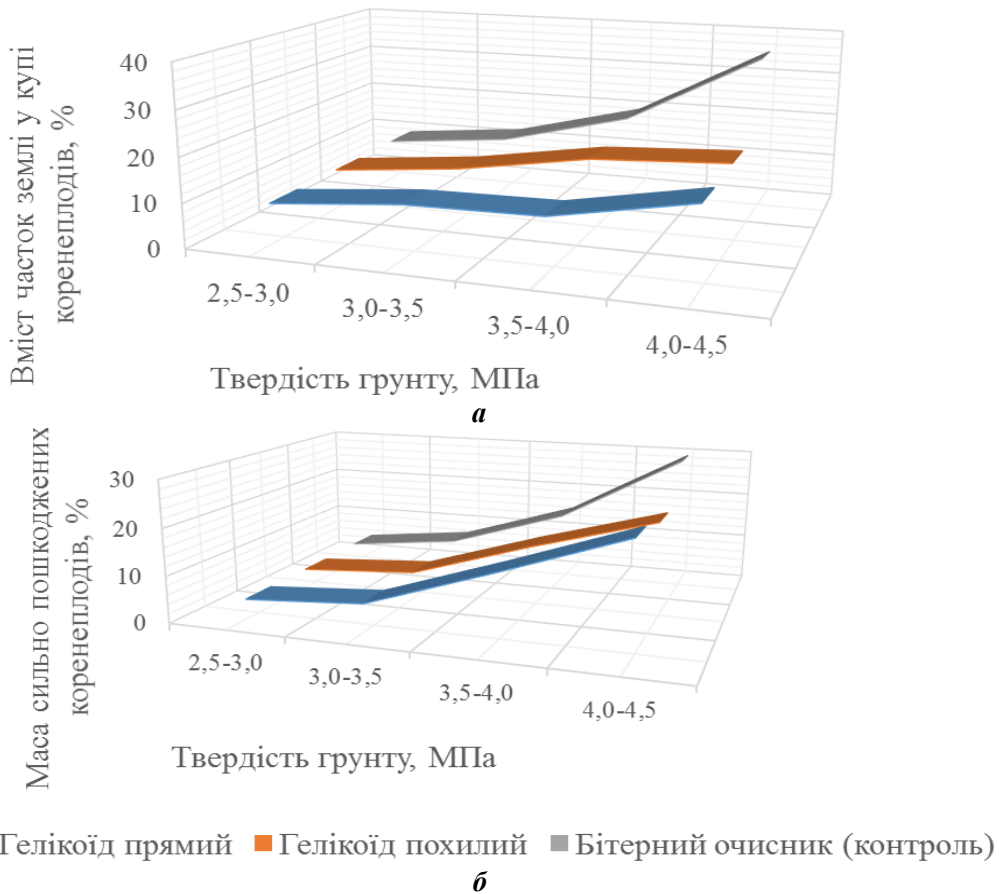 Вміст часток землі у купі
коренеплодів, %
40
30
20
10
0
2,5-3,0
3,0-3,5
3,5-4,0
4,0-4,5
Твердість грунту, МПа
а
Маса сильно пошкоджених
коренеплодів, %
30
20
10
0
2,5-3,0
3,0-3,5
3,5-4,0
4,0-4,5
Твердість грунту, МПа
Гелікоїд прямий Гелікоїд похилий Бітерний очисник (контроль)
б